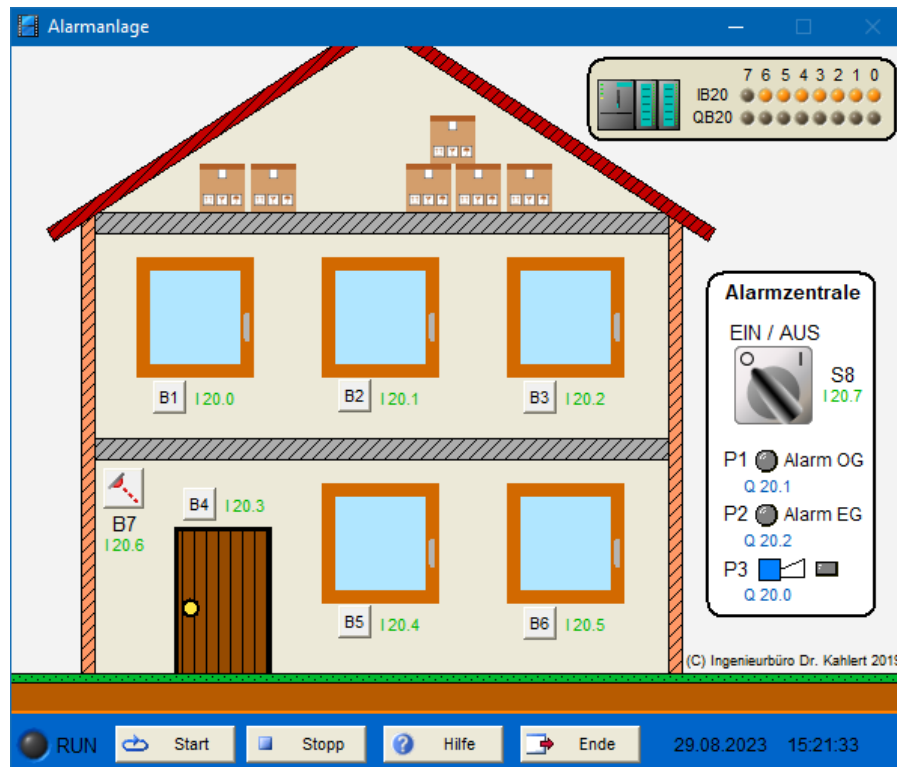 Alarmanlage
7 6 5 4 3 2 1 0
IB20
QB20
Alarmzentrale
EIN / AUS
O I
S8
I 20.7
B1 I 20.0
B2 I 20.1
B3 I 20.2
P1 Alarm OG
Q 20.1
P2 Alarm EG
Q 20.2
P3
Q 20.0
B7
I 20.6
B4 I 20.3
B5 I 20.4
B6 I 20.5
(C) Ingenieurbüro Dr. Kahlert 2019
RUN Start Stopp Hilfe Ende 29.08.2023 15:21:33